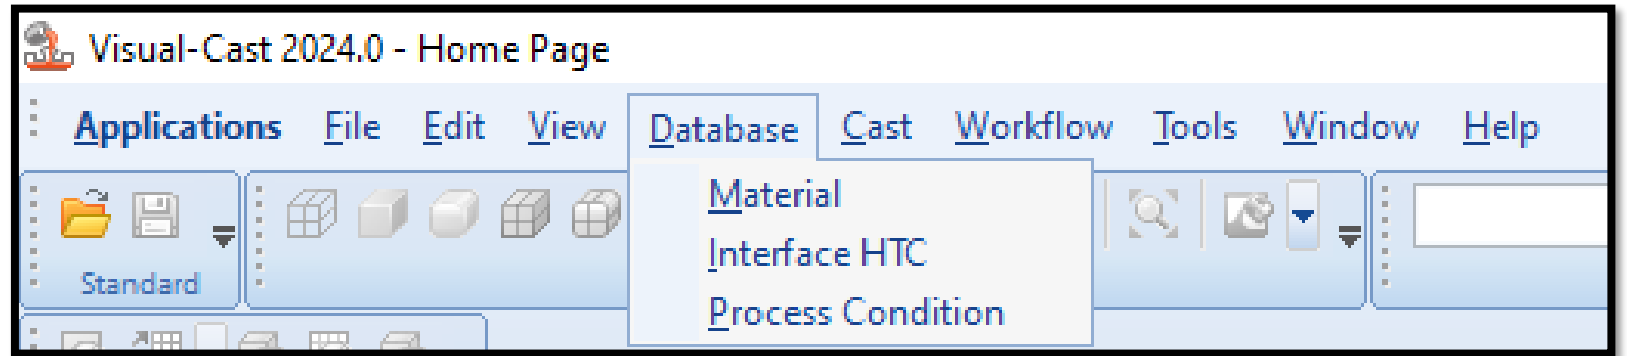 Visual-Cast 2024.0 - Home Page
Applications File Edit View Database Cast Workflow Tools Window Help
Material
Interface HTC
Process Condition
Standard